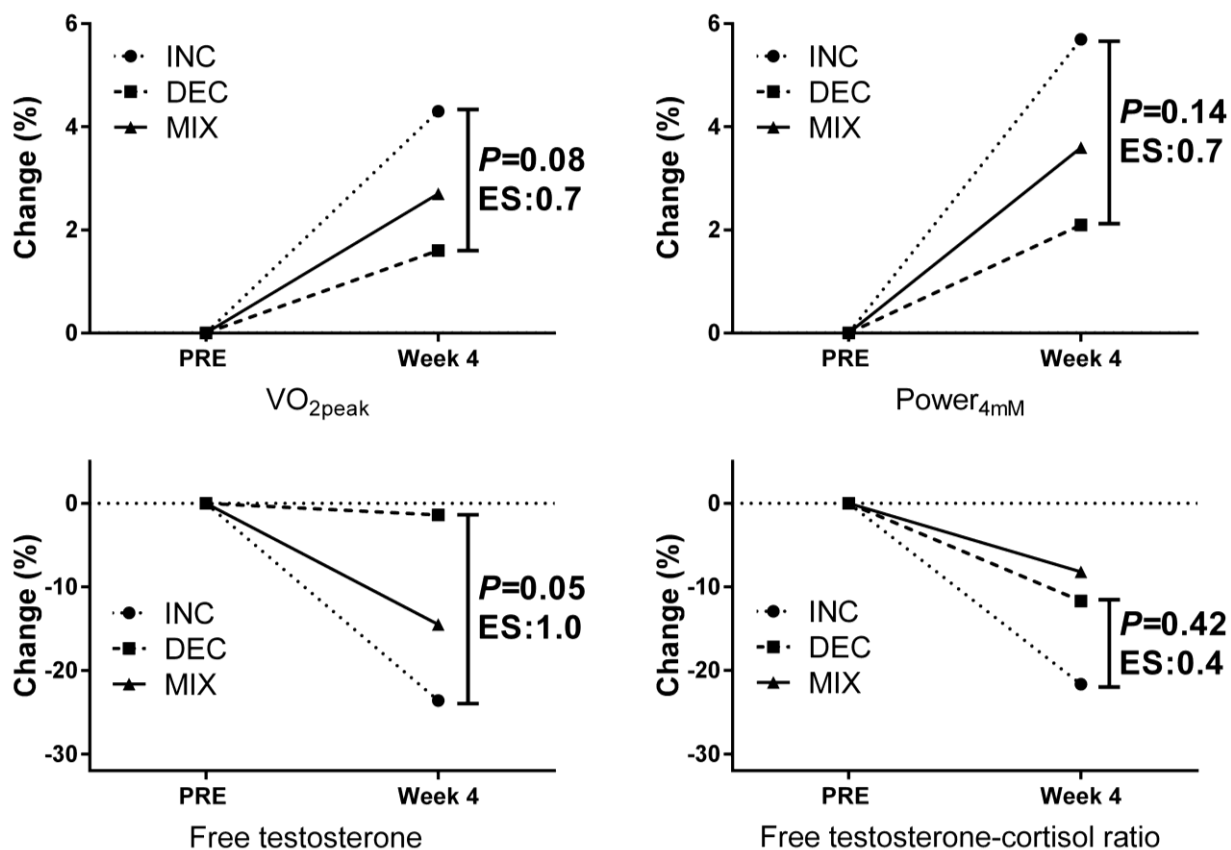 6
4
2
0
Change (%)
INC
DEC
MIX
P=0.08
ES:0.7
PRE
Week 4
VO2peak
6
4
2
0
Change (%)
INC
DEC
MIX
P=0.14
ES:0.7
PRE
Week 4
Power4mM
0
-10
-20
-30
Change (%)
INC
DEC
MIX
P=0.05
ES:1.0
PRE
Week 4
Free testosterone
0
-10
-20
-30
Change (%)
INC
DEC
MIX
P=0.42
ES:0.4
PRE
Week 4
Free testosterone-cortisol ratio